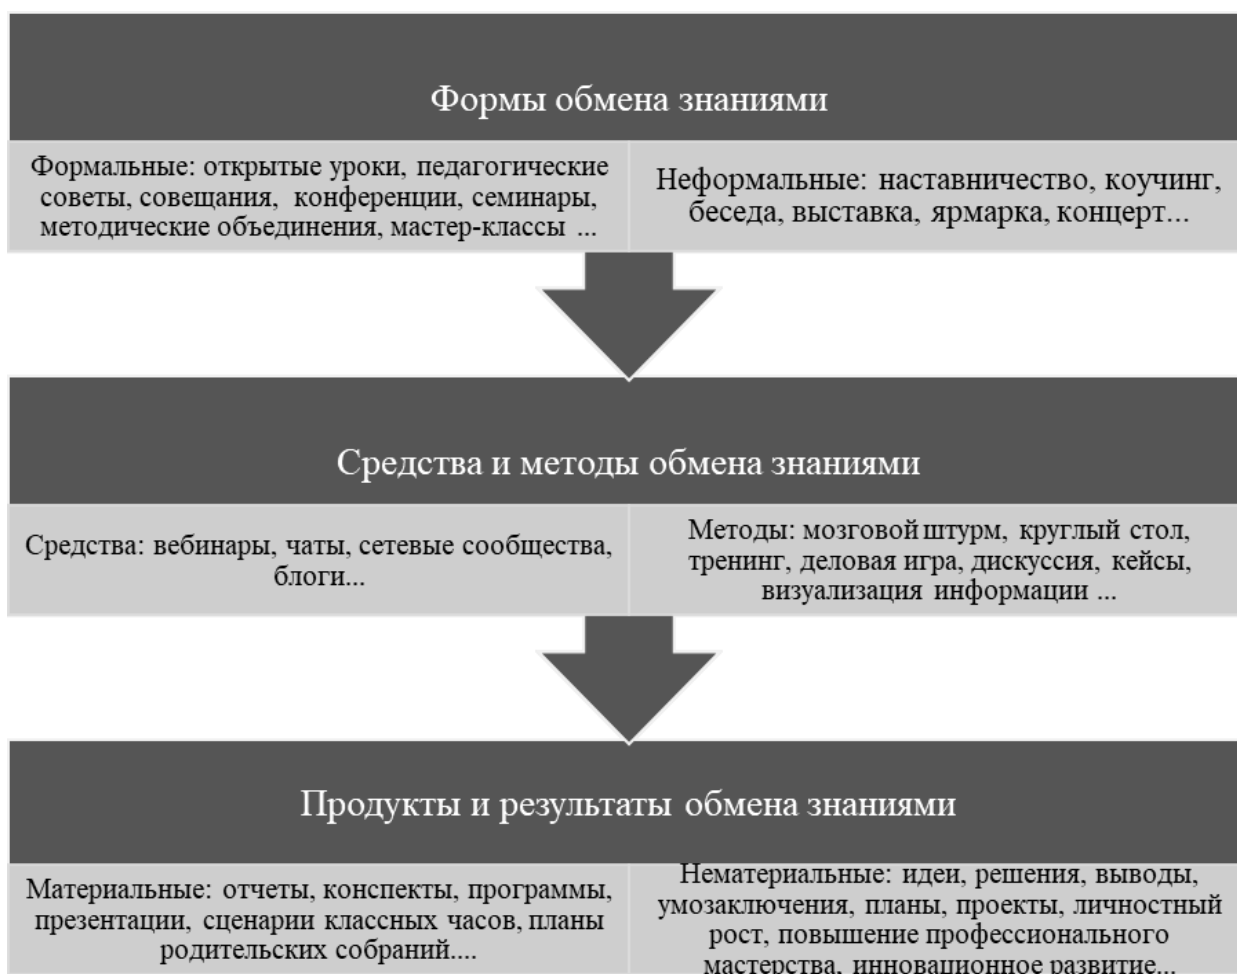 Формы обмена знаниями
Формальные: открытые уроки, педагогические
советы, совещания, конференции, семинары,
методические объединения, мастер-классы ...
Неформальные: наставничество, коучинг,
беседа, выставка, ярмарка, концерт...
Средства и методы обмена знаниями
Средства: вебинары, чаты, сетевые сообщества,
блоги...
Методы: мозговой штурм, круглый стол,
тренинг, деловая игра, дискуссия, кейсы,
визуализация информации ...
Продукты и результаты обмена знаниями
Материальные: отчеты, конспекты, программы,
презентации, сценарии классных часов, планы
родительских собраний....
Нематериальные: идеи, решения, выводы,
умозаключения, планы, проекты, личностный
рост, повышение профессионального
мастерства, инновационное развитие...